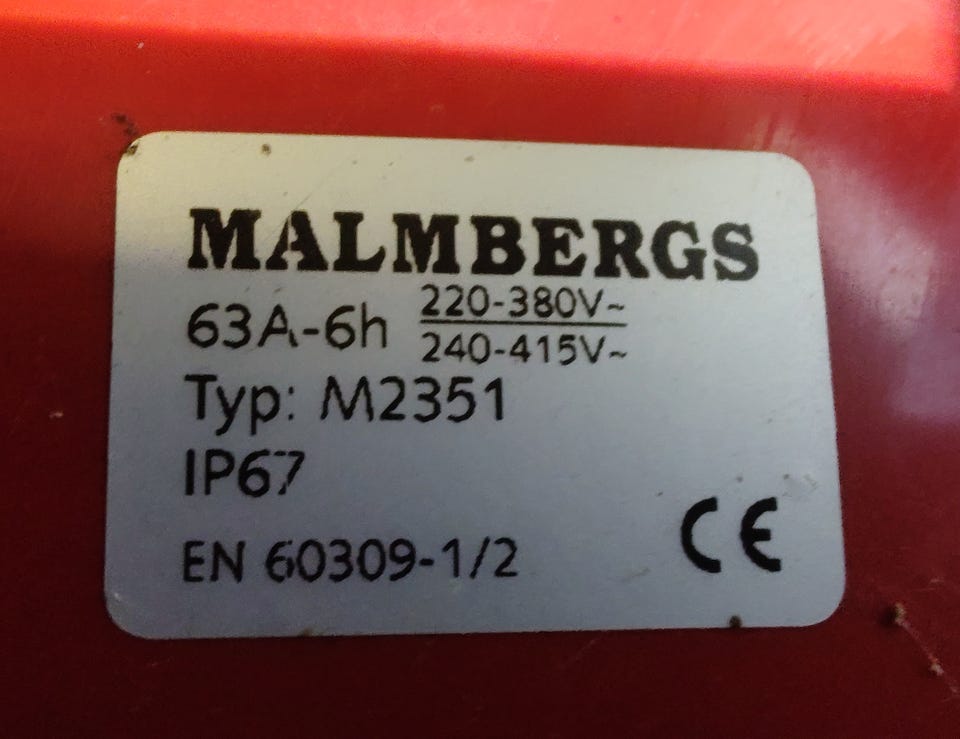 MALMBERGS
63A-6h 220-380V~
240-415V~
Typ: M2351
IP67
EN 60309-1/2
CE